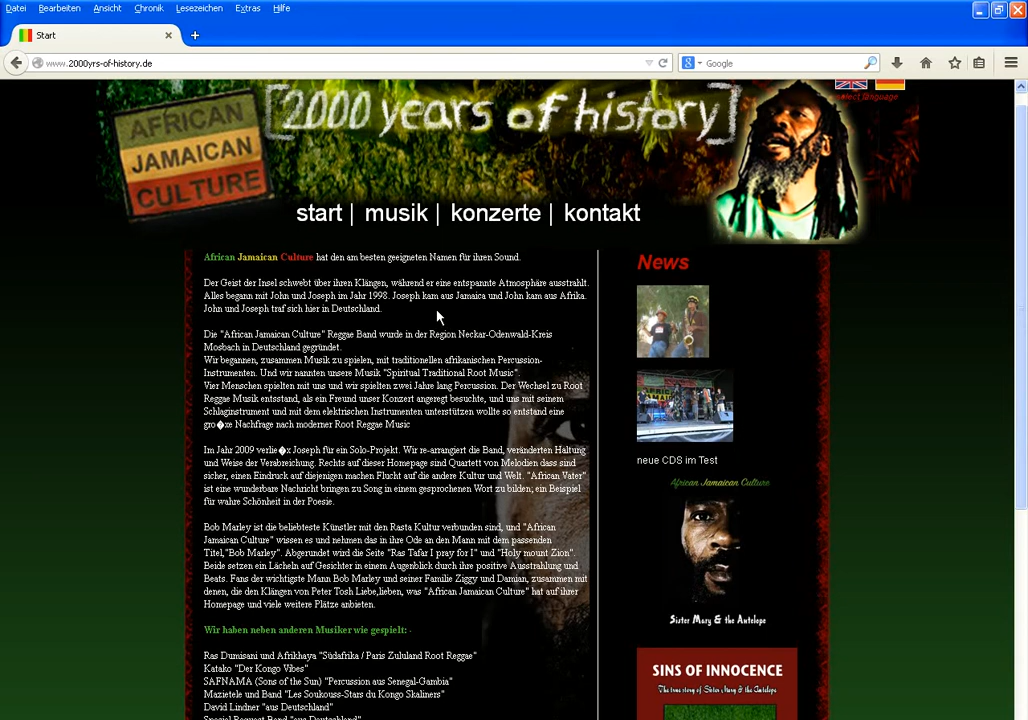 Datei Bearbeiten Ansicht Chronik Lesezeichen Extras Hilfe
Start
www.2000yrs-of-history.de
Google
select language
AFRICAN
JAMAICAN
CULTURE
[2000 years of history]
start | musik | konzerte | kontakt
African Jamaican Culture hat den am besten geeigneten Namen für ihren Sound.
Der Geist der Insel schwebt über ihren Klängen, während er eine entspannte Atmosphäre ausstrahlt.
Alles begann mit John und Joseph im Jahr 1998. Joseph kam aus Jamaica und John kam aus Afrika.
John und Joseph traf sich hier in Deutschland.
Die "African Jamaican Culture" Reggae Band wurde in der Region Neckar-Odenwald-Kreis
Mosbach in Deutschland gegründet.
Wir begannen, zusammen Musik zu spielen, mit traditionellen afrikanischen Percussion-
Instrumenten. Und wir nannten unsere Musik "Spiritual Traditional Root Music".
Vier Menschen spielten mit uns und wir spielten zwei Jahre lang Percussion. Der Wechsel zu Root
Reggae Musik entsstand, als ein Freund unser Konzert angeregt besuchte, und uns mit seinem
Schlaginstrument und mit dem elektrischen Instrumenten unterstützen wollte so entstand eine
gro�xe Nachfrage nach moderner Root Reggae Music
Im Jahr 2009 verlie�x Joseph für ein Solo-Projekt. Wir re-arrangiert die Band, veränderten Haltung
und Weise der Verabreichung. Rechts auf dieser Homepage sind Quartett von Melodien dass sind
sicher, einen Eindruck auf diejenigen machen Flucht auf die andere Kultur und Welt. "African Vater"
ist eine wunderbare Nachricht bringen zu Song in einem gesprochenen Wort zu bilden; ein Beispiel
für wahre Schönheit in der Poesie.
Bob Marley ist die beliebteste Künstler mit den Rasta Kultur verbunden sind, und "African
Jamaican Culture" wissen es und nehmen das in ihre Ode an den Mann mit dem passenden
Titel,"Bob Marley". Abgerundet wird die Seite "Ras Tafar I pray for I" und "Holy mount Zion".
Beide setzen ein Lächeln auf Gesichter in einem Augenblick durch ihre positive Ausstrahlung und
Beats. Fans der wichtigste Mann Bob Marley und seiner Familie Ziggy und Damian, zusammen mit
denen, die den Klängen von Peter Tosh Liebe,lieben, was "African Jamaican Culture" hat auf ihrer
Homepage und viele weitere Plätze anbieten.
Wir haben neben anderen Musiker wie gespielt: -
Ras Dumisani und Afrikhaya "Südafrika / Paris Zululand Root Reggae"
Katako "Der Kongo Vibes"
SAFNAMA (Sons of the Sun) "Percussion aus Senegal-Gambia"
Mazietele und Band "Les Soukouss-Stars du Kongo Skaliners"
David Lindner "aus Deutschland"
Special Request Band "aus Deutschland"
News
neue CDS im Test
African Jamaican Culture
Sister Mary & the Antelope
SINS OF INNOCENCE
The true story of Sister Mary & the Antelope